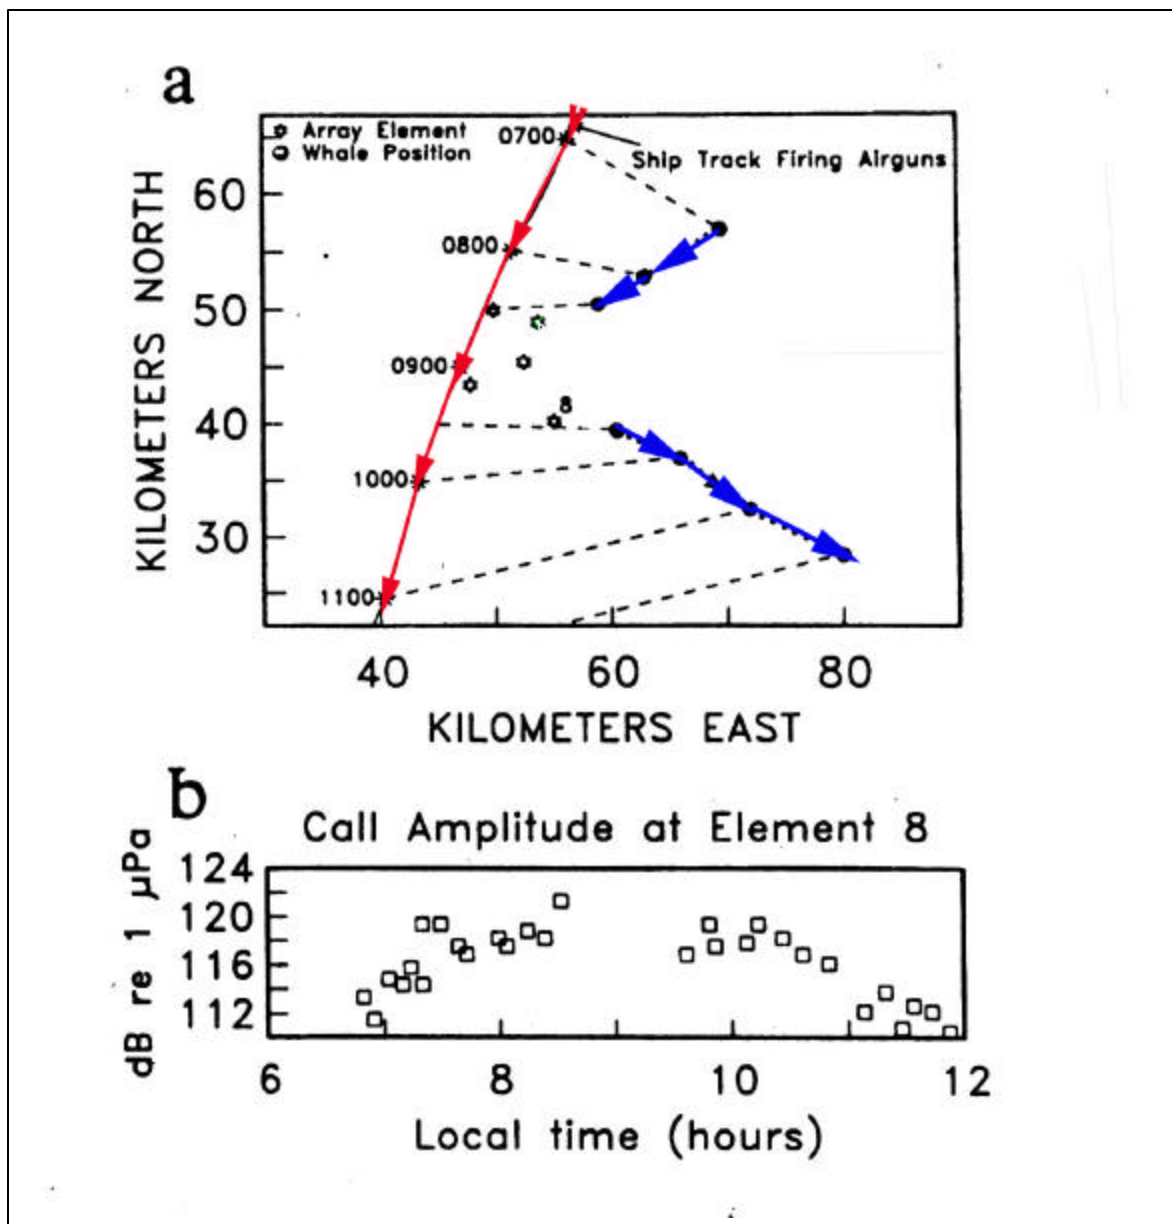 a
Array Element
Whale Position
0700
Ship Track Firing Airguns
60
0800
50
0900
8
40
1000
30
1100
KILOMETERS NORTH
40 60 80
KILOMETERS EAST
b
Call Amplitude at Element 8
124
120
116
112
dB re 1 µPa
6 8 10 12
Local time (hours)